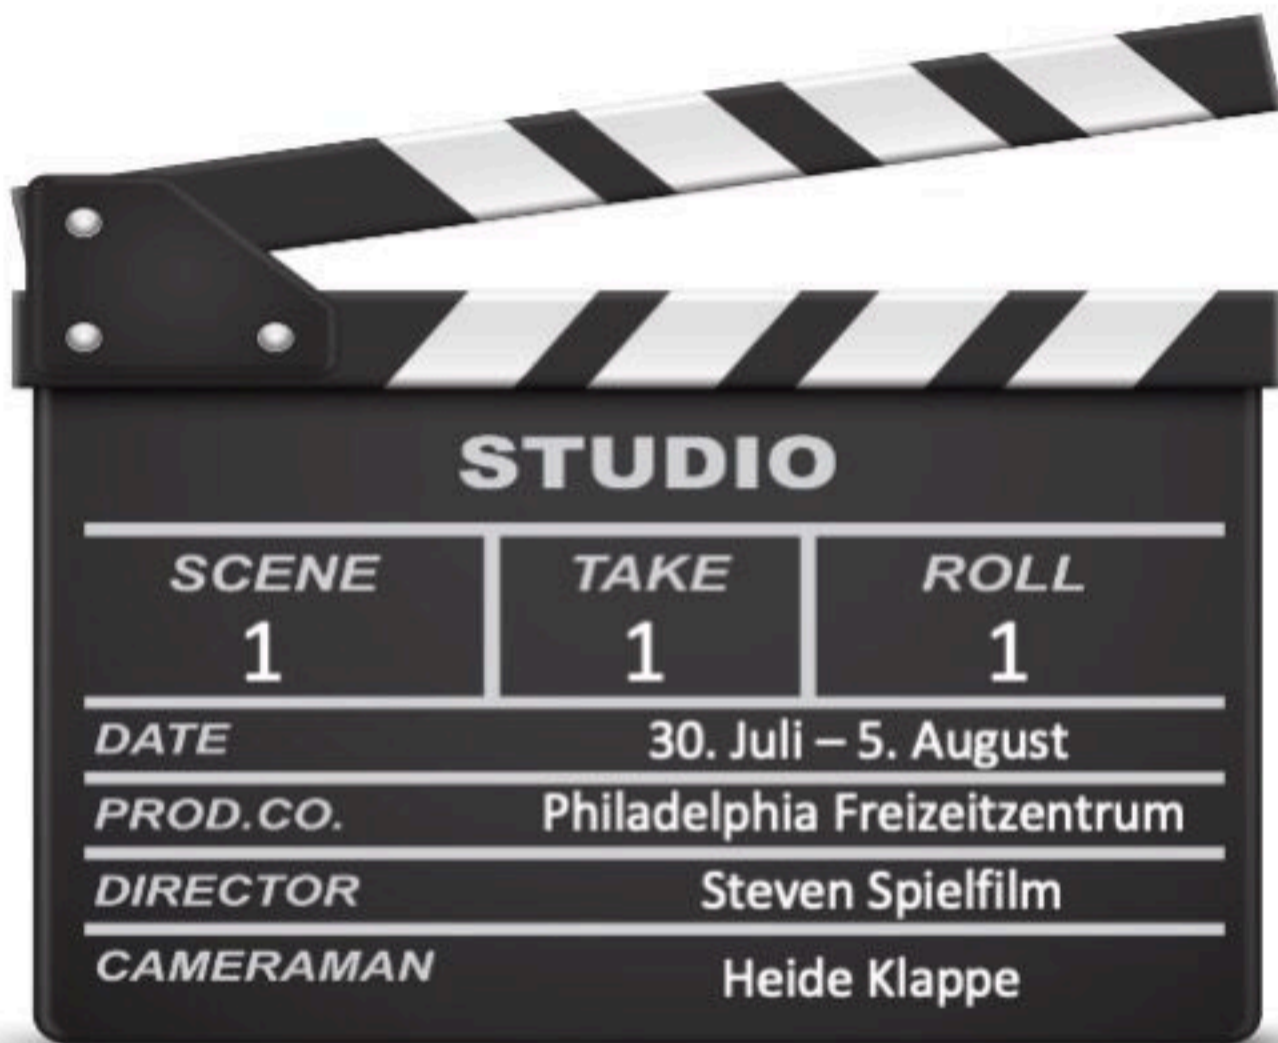 STUDIO
SCENE TAKE ROLL
1 1 1
DATE 30. Juli – 5. August
PROD.CO. Philadelphia Freizeitzentrum
DIRECTOR Steven Spielfilm
CAMERAMAN Heide Klappe